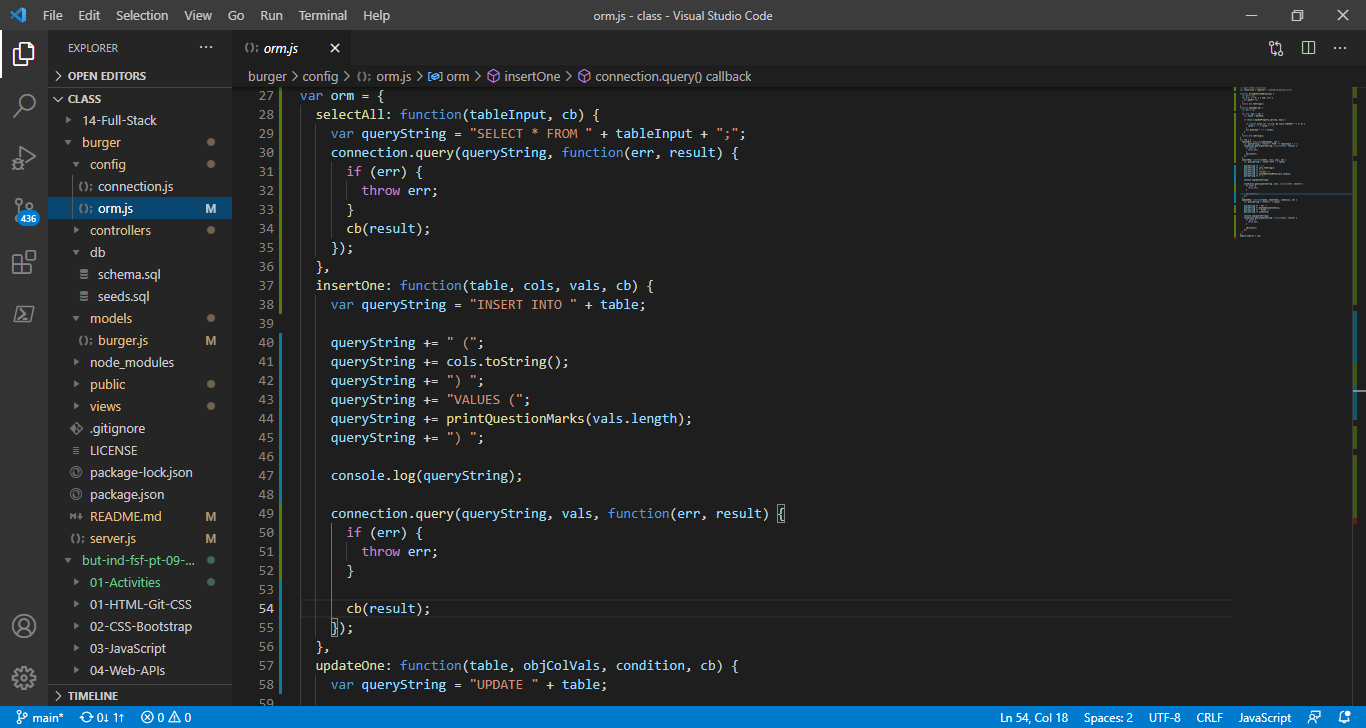 File Edit Selection View Go Run Terminal Help
orm.js - class - Visual Studio Code
EXPLORER
OPEN EDITORS
CLASS
14-Full-Stack
burger
config
connection.js
orm.js M
controllers
db
schema.sql
seeds.sql
models
burger.js M
node_modules
public
views
.gitignore
LICENSE
package-lock.json
package.json
README.md M
server.js M
but-ind-fsf-pt-09-...
01-Activities
01-HTML-Git-CSS
02-CSS-Bootstrap
03-JavaScript
04-Web-APIs
TIMELINE
436
orm.js
burger > config > orm.js > orm > insertOne > connection.query() callback
27 var orm = {
28 selectAll: function(tableInput, cb) {
29 var queryString = "SELECT * FROM " + tableInput + ";";
30 connection.query(queryString, function(err, result) {
31 if (err) {
32 throw err;
33 }
34 cb(result);
35 });
36 },
37 insertOne: function(table, cols, vals, cb) {
38 var queryString = "INSERT INTO " + table;
39
40 queryString += " (";
41 queryString += cols.toString();
42 queryString += ") ";
43 queryString += "VALUES (";
44 queryString += printQuestionMarks(vals.length);
45 queryString += ") ";
46
47 console.log(queryString);
48
49 connection.query(queryString, vals, function(err, result) {
50 if (err) {
51 throw err;
52 }
53
54 cb(result);
55 });
56 },
57 updateOne: function(table, objColVals, condition, cb) {
58 var queryString = "UPDATE " + table;
59
main* 0↓ 1↑ 0 0
Ln 54, Col 18 Spaces: 2 UTF-8 CRLF JavaScript